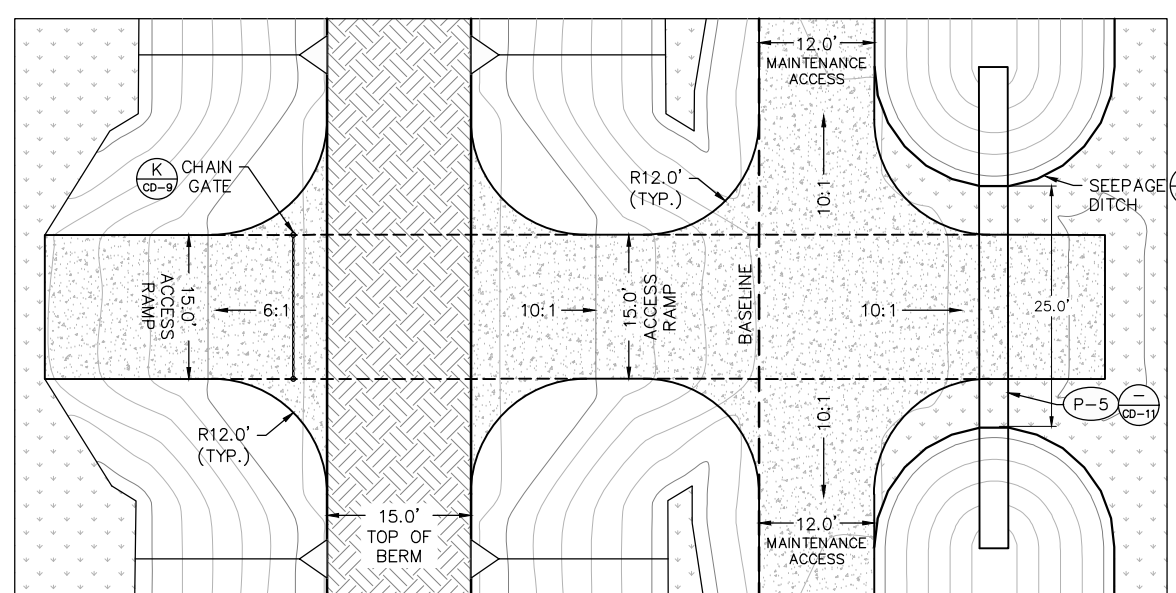 12.0'
MAINTENANCE
ACCESS
K
CD-9
CHAIN
GATE
R12.0'
(TYP.)
10:1
SEEPAGE
DITCH
15.0'
ACCESS
RAMP
6:1
10:1
15.0'
ACCESS
RAMP
BASELINE
10:1
25.0'
P-5
–
CD-11
R12.0'
(TYP.)
10:1
15.0'
TOP OF
BERM
12.0'
MAINTENANCE
ACCESS